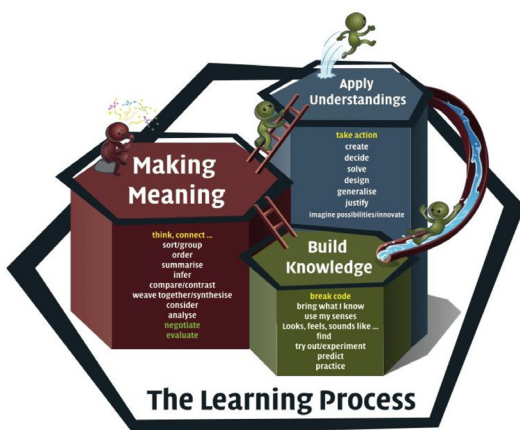 Apply
Understandings
take action
create
decide
solve
design
generalise
justify
imagine possibilities/innovate
Making
Meaning
think, connect ...
sort/group
order
summarise
infer
compare/contrast
weave together/synthesise
consider
analyse
negotiate
evaluate
Build
Knowledge
break code
bring what I know
use my senses
Looks, feels, sounds like ...
find
try out/experiment
predict
practice
The Learning Process